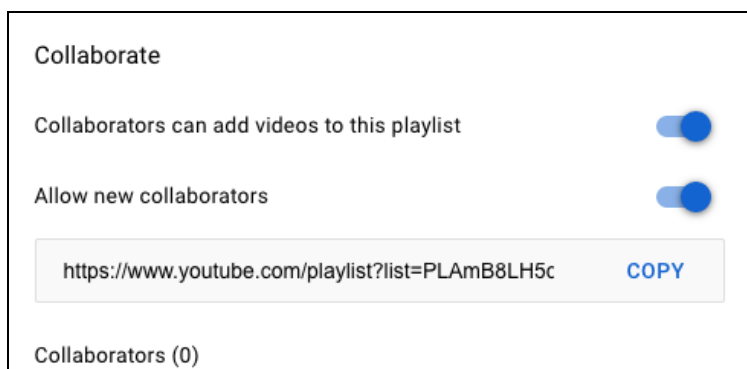 Collaborate
Collaborators can add videos to this playlist
Allow new collaborators
https://www.youtube.com/playlist?list=PLAmB8LH5c COPY
Collaborators (0)